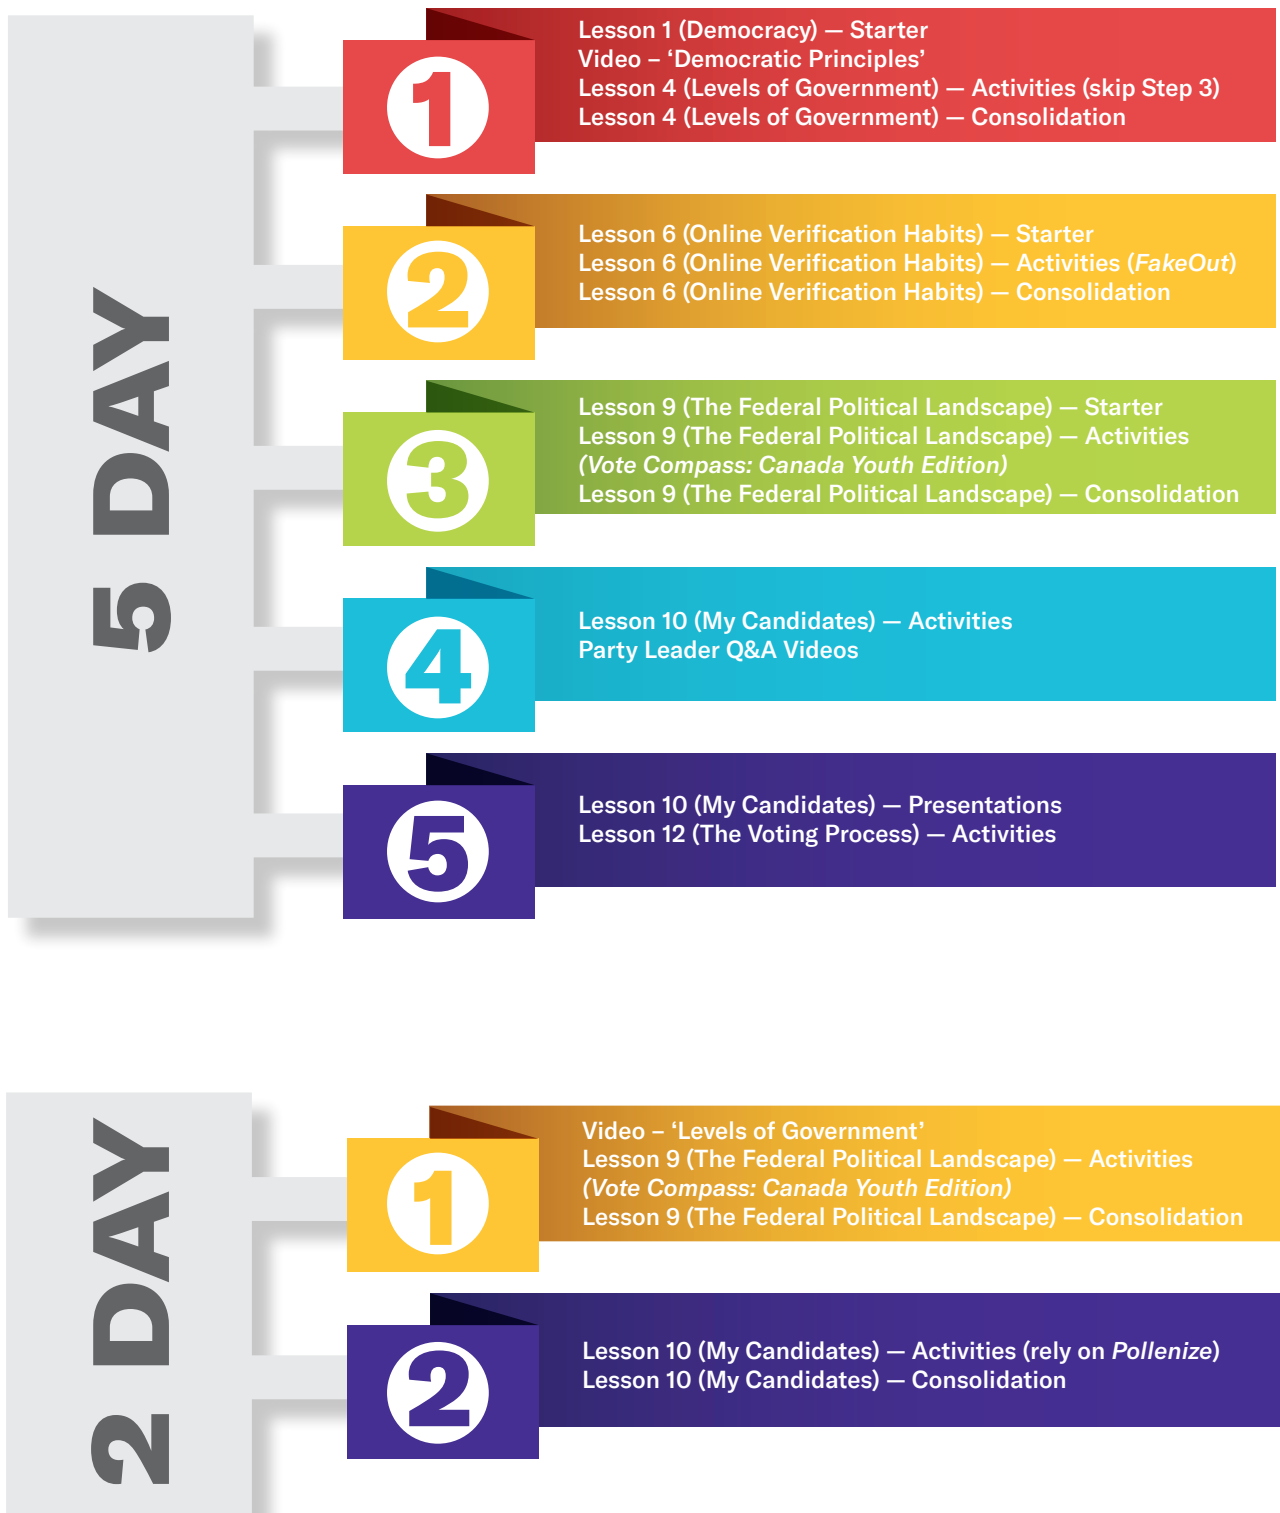 5 DAY
1
Lesson 1 (Democracy) — Starter
Video – ‘Democratic Principles’
Lesson 4 (Levels of Government) — Activities (skip Step 3)
Lesson 4 (Levels of Government) — Consolidation
2
Lesson 6 (Online Verification Habits) — Starter
Lesson 6 (Online Verification Habits) — Activities (FakeOut)
Lesson 6 (Online Verification Habits) — Consolidation
3
Lesson 9 (The Federal Political Landscape) — Starter
Lesson 9 (The Federal Political Landscape) — Activities
(Vote Compass: Canada Youth Edition)
Lesson 9 (The Federal Political Landscape) — Consolidation
4
Lesson 10 (My Candidates) — Activities
Party Leader Q&A Videos
5
Lesson 10 (My Candidates) — Presentations
Lesson 12 (The Voting Process) — Activities
2 DAY
1
Video – ‘Levels of Government’
Lesson 9 (The Federal Political Landscape) — Activities
(Vote Compass: Canada Youth Edition)
Lesson 9 (The Federal Political Landscape) — Consolidation
2
Lesson 10 (My Candidates) — Activities (rely on Pollenize)
Lesson 10 (My Candidates) — Consolidation